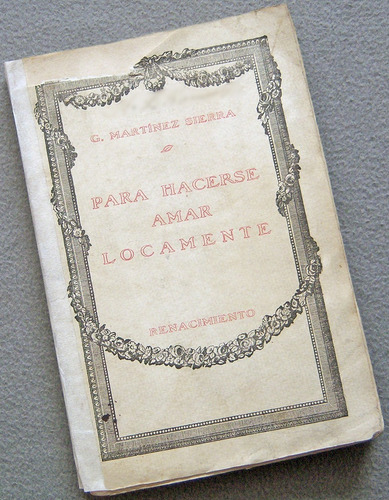 G. MARTÍNEZ SIERRA
PARA HACERSE
AMAR
LOCAMENTE
RENACIMIENTO